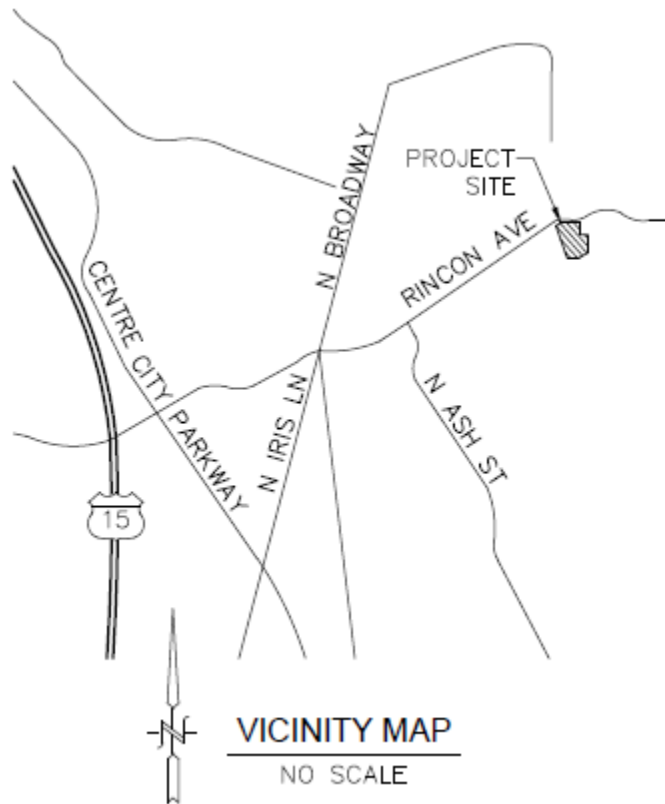 N BROADWAY
PROJECT
SITE
RINCON AVE
CENTRE CITY PARKWAY
N IRIS LN
N ASH ST
15
N
VICINITY MAP
NO SCALE